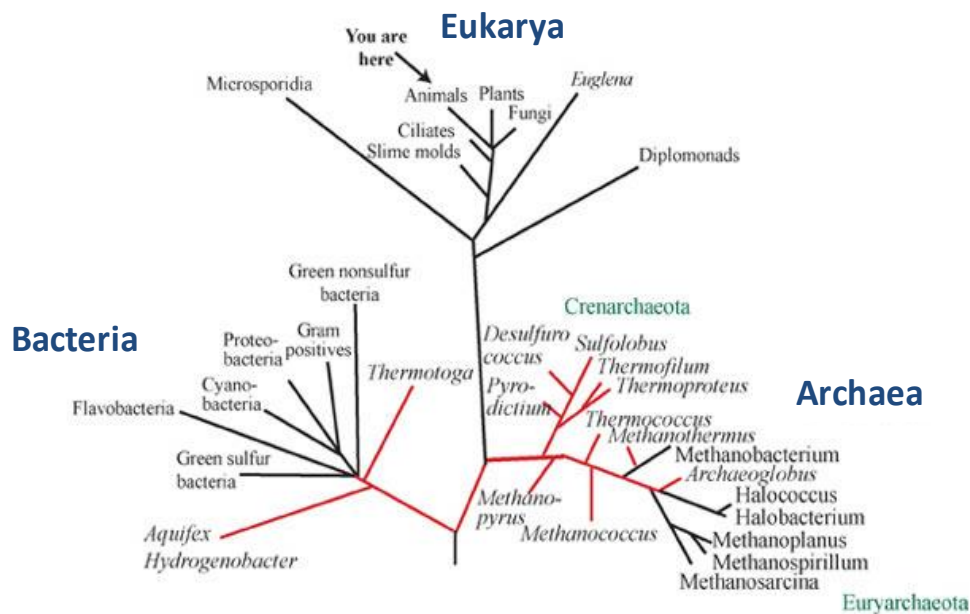 Eukarya
You are
here
Microsporidia
Animals
Plants
Fungi
Euglena
Ciliates
Slime molds
Diplomonads
Bacteria
Green nonsulfur
bacteria
Proteo-
bacteria
Gram
positives
Thermotoga
Cyano-
bacteria
Flavobacteria
Green sulfur
bacteria
Aquifex
Hydrogenobacter
Archaea
Crenarchaeota
Desulfuro
coccus
Sulfolobus
Thermofilum
Thermoproteus
Pyro-
dictium
Thermococcus
Methanothermus
Methanobacterium
Archaeoglobus
Halococcus
Halobacterium
Methano-
pyrus
Methanococcus
Methanoplanus
Methanospirillum
Methanosarcina
Euryarchaeota